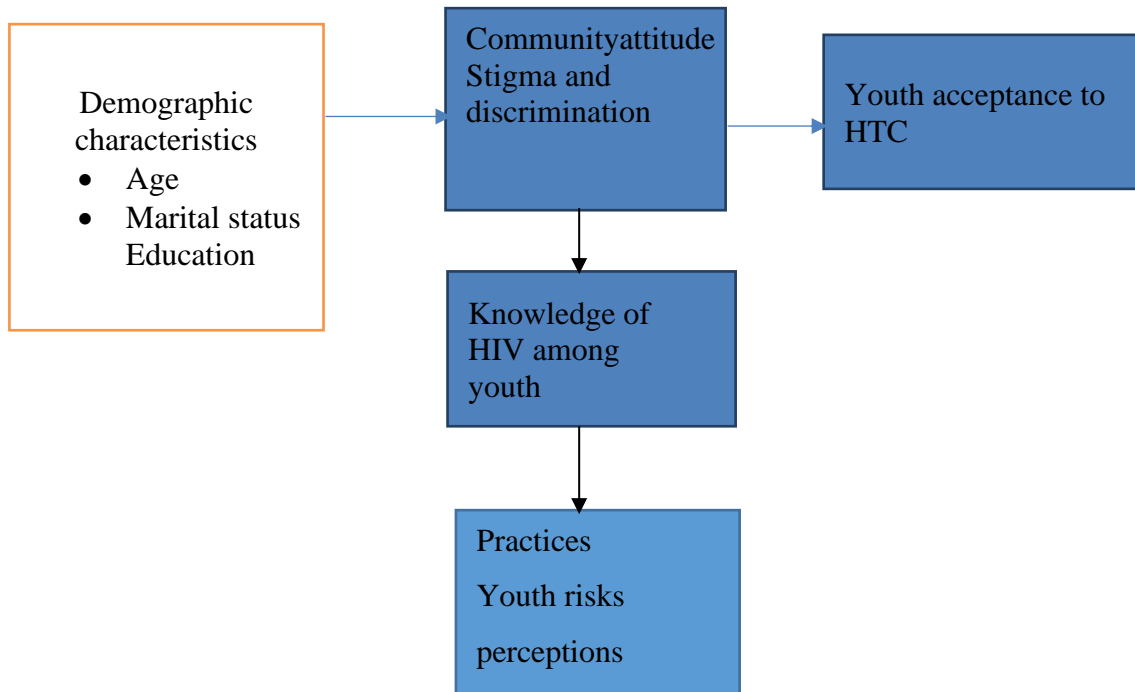 Demographic
characteristics
• Age
• Marital status
Education
Communityattitude
Stigma and
discrimination
Youth acceptance to
HTC
Knowledge of
HIV among
youth
Practices
Youth risks
perceptions